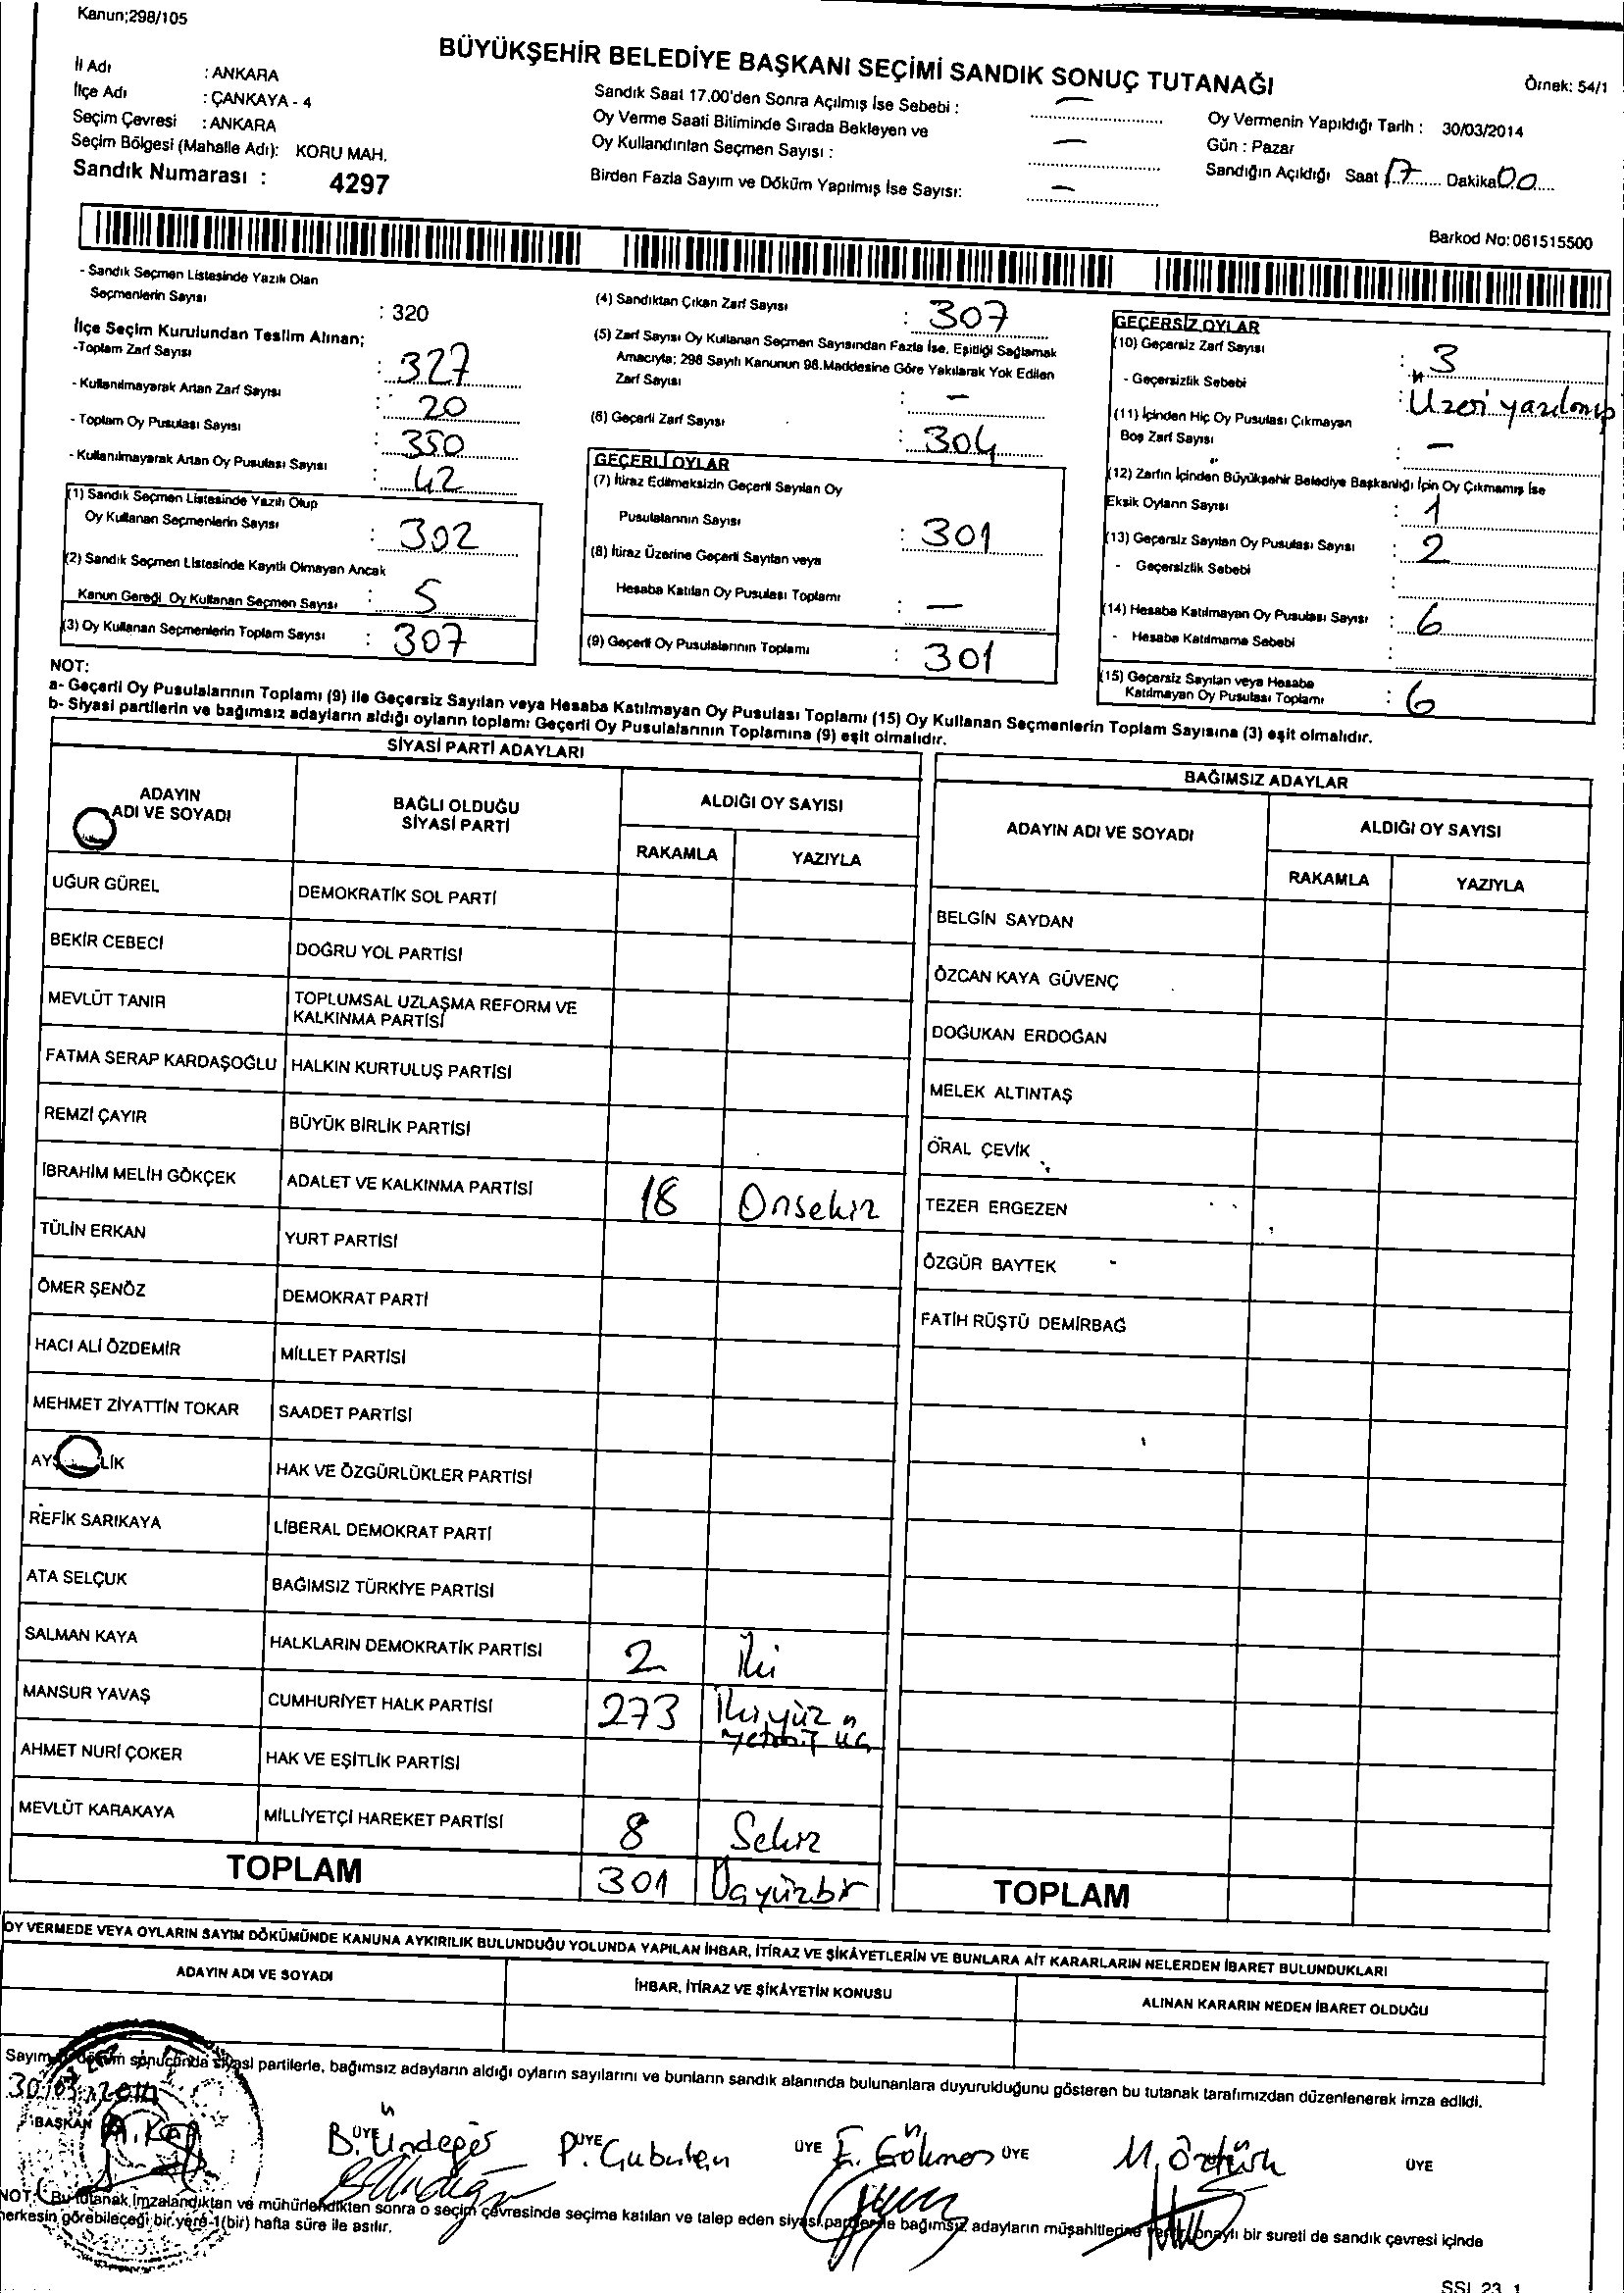 Kanun;298/105
BÜYÜKŞEHİR BELEDİYE BAŞKANI SEÇİMİ SANDIK SONUÇ TUTANAĞI
Örnek: 54/1
İl Adı : ANKARA
İlçe Adı : ÇANKAYA - 4
Seçim Çevresi : ANKARA
Seçim Bölgesi (Mahalle Adı): KORU MAH.
Sandık Numarası : 4297
Sandık Saat 17.00'den Sonra Açılmış İse Sebebi : —
Oy Verme Saati Bitiminde Sırada Bekleyen ve
Oy Kullandırılan Seçmen Sayısı : —
Birden Fazla Sayım ve Döküm Yapılmış İse Sayısı: —
Oy Vermenin Yapıldığı Tarih : 30/03/2014
Gün : Pazar
Sandığın Açıldığı Saat 17 Dakika 00
Barkod No: 061515500
- Sandık Seçmen Listesinde Yazılı Olan
Seçmenlerin Sayısı : 320
İlçe Seçim Kurulundan Teslim Alınan;
-Toplam Zarf Sayısı : 327
- Kullanılmayarak Artan Zarf Sayısı : 20
- Toplam Oy Pusulası Sayısı : 350
- Kullanılmayarak Artan Oy Pusulası Sayısı : 42
(1) Sandık Seçmen Listesinde Yazılı Olup
Oy Kullanan Seçmenlerin Sayısı : 302
(2) Sandık Seçmen Listesinde Kayıtlı Olmayan Ancak
Kanun Gereği Oy Kullanan Seçmen Sayısı : 5
(3) Oy Kullanan Seçmenlerin Toplam Sayısı : 307
(4) Sandıktan Çıkan Zarf Sayısı : 307
(5) Zarf Sayısı Oy Kullanan Seçmen Sayısından Fazla İse, Eşitliği Sağlamak
Amacıyla; 298 Sayılı Kanunun 98.Maddesine Göre Yakılarak Yok Edilen
Zarf Sayısı : —
(6) Geçerli Zarf Sayısı : 304
GEÇERLİ OYLAR
(7) İtiraz Edilmeksizin Geçerli Sayılan Oy
Pusulalarının Sayısı : 301
(8) İtiraz Üzerine Geçerli Sayılan veya
Hesaba Katılan Oy Pusulası Toplamı : —
(9) Geçerli Oy Pusulalarının Toplamı : 301
GEÇERSİZ OYLAR
(10) Geçersiz Zarf Sayısı : 3
- Geçersizlik Sebebi : Üzeri yazılmış
(11) İçinden Hiç Oy Pusulası Çıkmayan
Boş Zarf Sayısı : —
(12) Zarfın İçinden Büyükşehir Belediye Başkanlığı İçin Oy Çıkmamış İse
Eksik Oyların Sayısı : 1
(13) Geçersiz Sayılan Oy Pusulası Sayısı : 2
- Geçersizlik Sebebi :
(14) Hesaba Katılmayan Oy Pusulası Sayısı : 6
- Hesaba Katılmama Sebebi :
(15) Geçersiz Sayılan veya Hesaba
Katılmayan Oy Pusulası Toplamı : 6
NOT:
a- Geçerli Oy Pusulalarının Toplamı (9) ile Geçersiz Sayılan veya Hesaba Katılmayan Oy Pusulası Toplamı (15) Oy Kullanan Seçmenlerin Toplam Sayısına (3) eşit olmalıdır.
b- Siyasi partilerin ve bağımsız adayların aldığı oyların toplamı Geçerli Oy Pusulalarının Toplamına (9) eşit olmalıdır.
SİYASİ PARTİ ADAYLARI
ADAYIN ADI VE SOYADI BAĞLI OLDUĞU SİYASİ PARTİ ALDIĞI OY SAYISI
RAKAMLA YAZIYLA
UĞUR GÜREL DEMOKRATİK SOL PARTİ
BEKİR CEBECİ DOĞRU YOL PARTİSİ
MEVLÜT TANIR TOPLUMSAL UZLAŞMA REFORM VE
KALKINMA PARTİSİ
FATMA SERAP KARDAŞOĞLU HALKIN KURTULUŞ PARTİSİ
REMZİ ÇAYIR BÜYÜK BİRLİK PARTİSİ
İBRAHİM MELİH GÖKÇEK ADALET VE KALKINMA PARTİSİ 18 Onsekiz
TÜLİN ERKAN YURT PARTİSİ
ÖMER ŞENÖZ DEMOKRAT PARTİ
HACI ALİ ÖZDEMİR MİLLET PARTİSİ
MEHMET ZİYATTİN TOKAR SAADET PARTİSİ
HAK VE ÖZGÜRLÜKLER PARTİSİ
REFİK SARIKAYA LİBERAL DEMOKRAT PARTİ
ATA SELÇUK BAĞIMSIZ TÜRKİYE PARTİSİ
SALMAN KAYA HALKLARIN DEMOKRATİK PARTİSİ 2 İki
MANSUR YAVAŞ CUMHURİYET HALK PARTİSİ 273 İkiyüz
yetmiş üç
AHMET NURİ ÇOKER HAK VE EŞİTLİK PARTİSİ
MEVLÜT KARAKAYA MİLLİYETÇİ HAREKET PARTİSİ 8 Sekiz
TOPLAM 301 Üçyüzbir
BAĞIMSIZ ADAYLAR
ADAYIN ADI VE SOYADI ALDIĞI OY SAYISI
RAKAMLA YAZIYLA
BELGİN SAYDAN
ÖZCAN KAYA GÜVENÇ
DOĞUKAN ERDOĞAN
MELEK ALTINTAŞ
ORAL ÇEVİK
TEZER ERGEZEN
ÖZGÜR BAYTEK
FATİH RÜŞTÜ DEMİRBAĞ
TOPLAM
OY VERMEDE VEYA OYLARIN SAYIM DÖKÜMÜNDE KANUNA AYKIRILIK BULUNDUĞU YOLUNDA YAPILAN İHBAR, İTİRAZ VE ŞİKÂYETLERİN VE BUNLARA AİT KARARLARIN NELERDEN İBARET BULUNDUKLARI
ADAYIN ADI VE SOYADI İHBAR, İTİRAZ VE ŞİKÂYETİN KONUSU ALINAN KARARIN NEDEN İBARET OLDUĞU
Sayım döküm sonucunda siyasi partilerle, bağımsız adayların aldığı oyların sayılarını ve bunların sandık alanında bulunanlara duyurulduğunu gösteren bu tutanak tarafımızdan düzenlenerek imza edildi.
30/03/2014
BAŞKAN ÜYE ÜYE ÜYE ÜYE ÜYE
B. Ündeğer E. Gökmen M. Öztürk
NOT: Bu tutanak imzalandıktan ve mühürlendikten sonra o seçim çevresinde seçime katılan ve talep eden siyasi partilerle bağımsız adayların müşahitlerine verilir, onaylı bir sureti de sandık çevresi içinde
herkesin görebileceği bir yere 1(bir) hafta süre ile asılır.
SSI_23_1